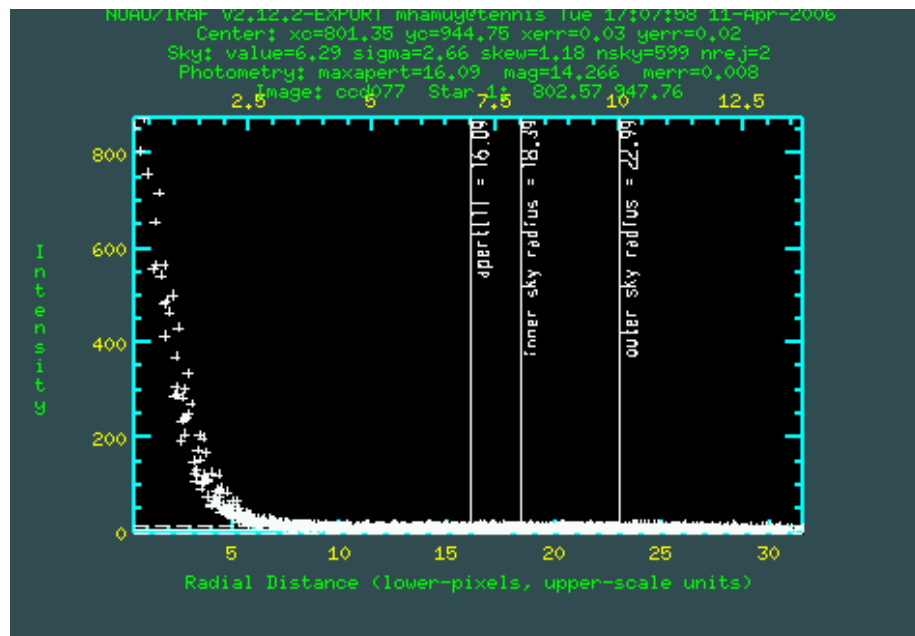 NOAO/IRAF V2.12.2-EXPORT mhamuy@tennis Tue 17:07:58 11-Apr-2006
Center: xc=801.35 yc=944.75 xerr=0.03 yerr=0.02
Sky: value=6.29 sigma=2.66 skew=1.18 nsky=599 nrej=2
Photometry: maxapert=16.09 mag=14.266 merr=0.008
Image: ccd077 Star 1: 802.57 947.76
2.5 5 7.5 10 12.5
apert[1] = 16.09
inner sky radius = 18.39
outer sky radius = 22.99
Intensity
800
600
400
200
0
5 10 15 20 25 30
Radial Distance (lower-pixels, upper-scale units)